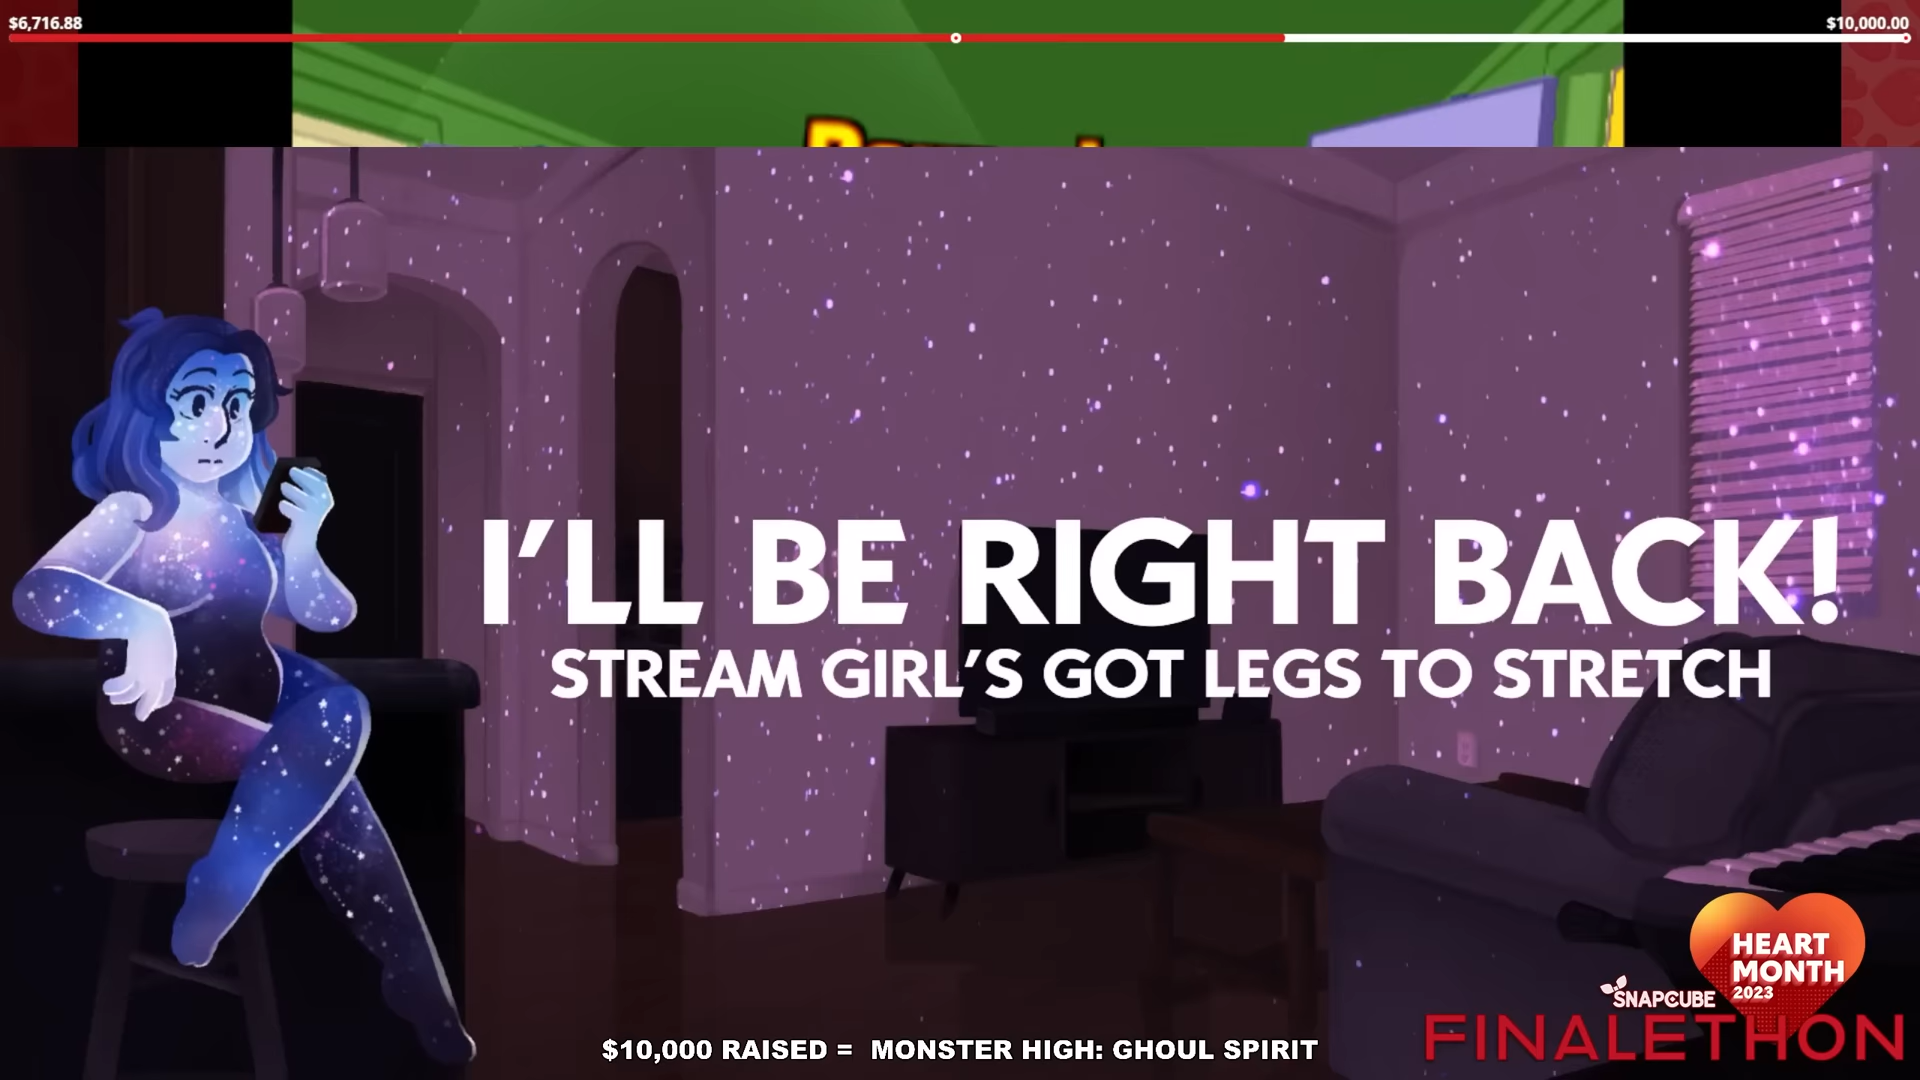 $6,716.88
$10,000.00
I'LL BE RIGHT BACK!
STREAM GIRL'S GOT LEGS TO STRETCH
HEART
MONTH
2023
SNAPCUBE
FINALETHON
$10,000 RAISED = MONSTER HIGH: GHOUL SPIRIT